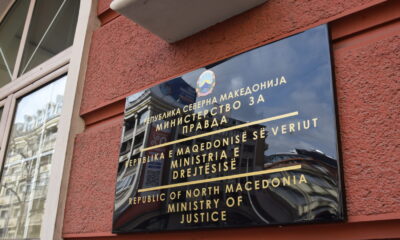 РЕПУБЛИКА СЕВЕРНА МАКЕДОНИЈА
МИНИСТЕРСТВО ЗА
ПРАВДА
REPUBLIKA E MAQEDONISË SË VERIUT
MINISTRIA E
DREJTËSISË
REPUBLIC OF NORTH MACEDONIA
MINISTRY OF
JUSTICE